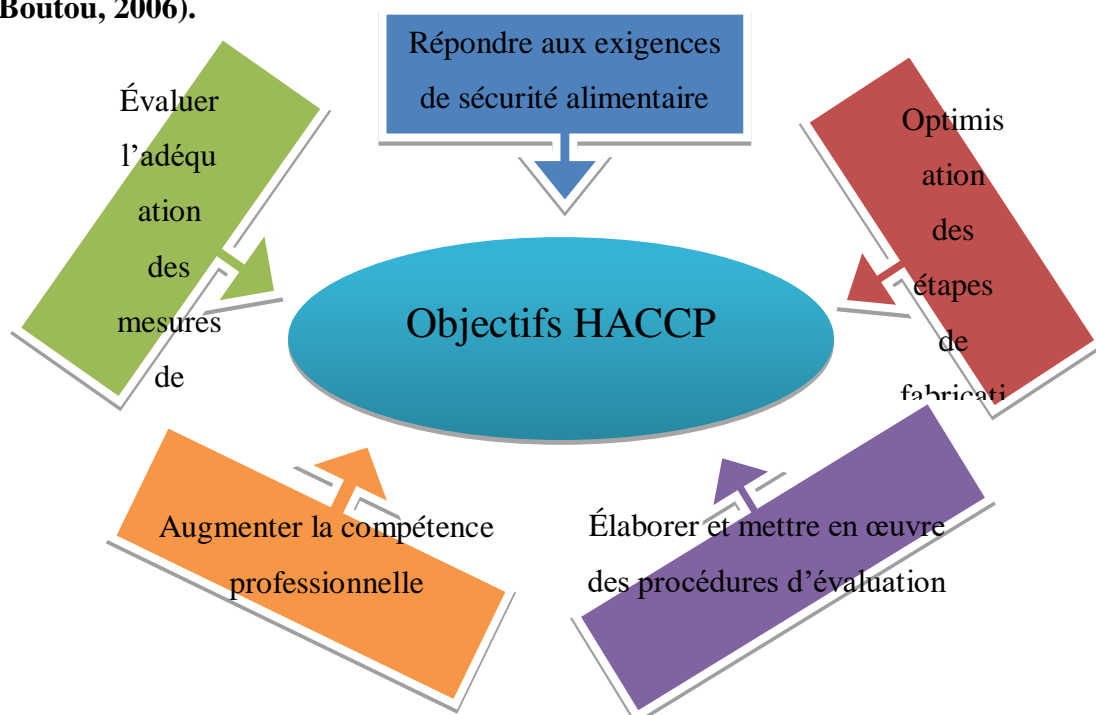 Boutou, 2006).
Répondre aux exigences
de sécurité alimentaire
Évaluer
l’adéqu
ation
des
mesures
de
Optimis
ation
des
étapes
de
fabricati
Objectifs HACCP
Augmenter la compétence
professionnelle
Élaborer et mettre en œuvre
des procédures d’évaluation